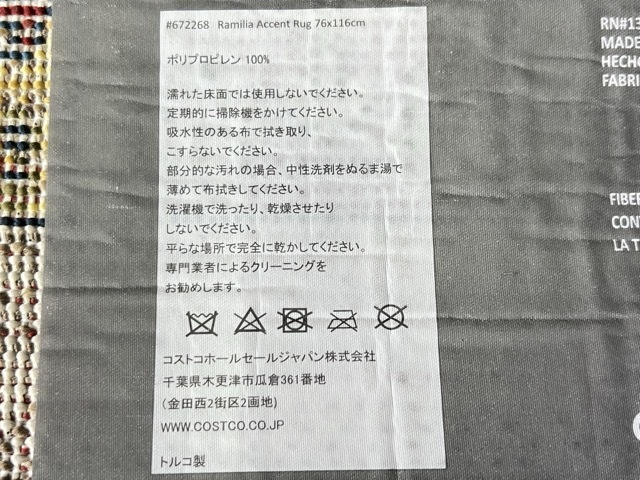 #672268 Ramilia Accent Rug 76x116cm
ポリプロピレン 100%
濡れた床面では使用しないでください。
定期的に掃除機をかけてください。
吸水性のある布で拭き取り、
こすらないでください。
部分的な汚れの場合、中性洗剤をぬるま湯で
薄めて布拭きしてください。
洗濯機で洗ったり、乾燥させたり
しないでください。
平らな場所で完全に乾かしてください。
専門業者によるクリーニングを
お勧めします。
コストコホールセールジャパン株式会社
千葉県木更津市瓜倉361番地
(金田西2街区2画地)
WWW.COSTCO.CO.JP
トルコ製
RN#13
MADE
HECHO
FABRI
FIBER
CONT
LA T